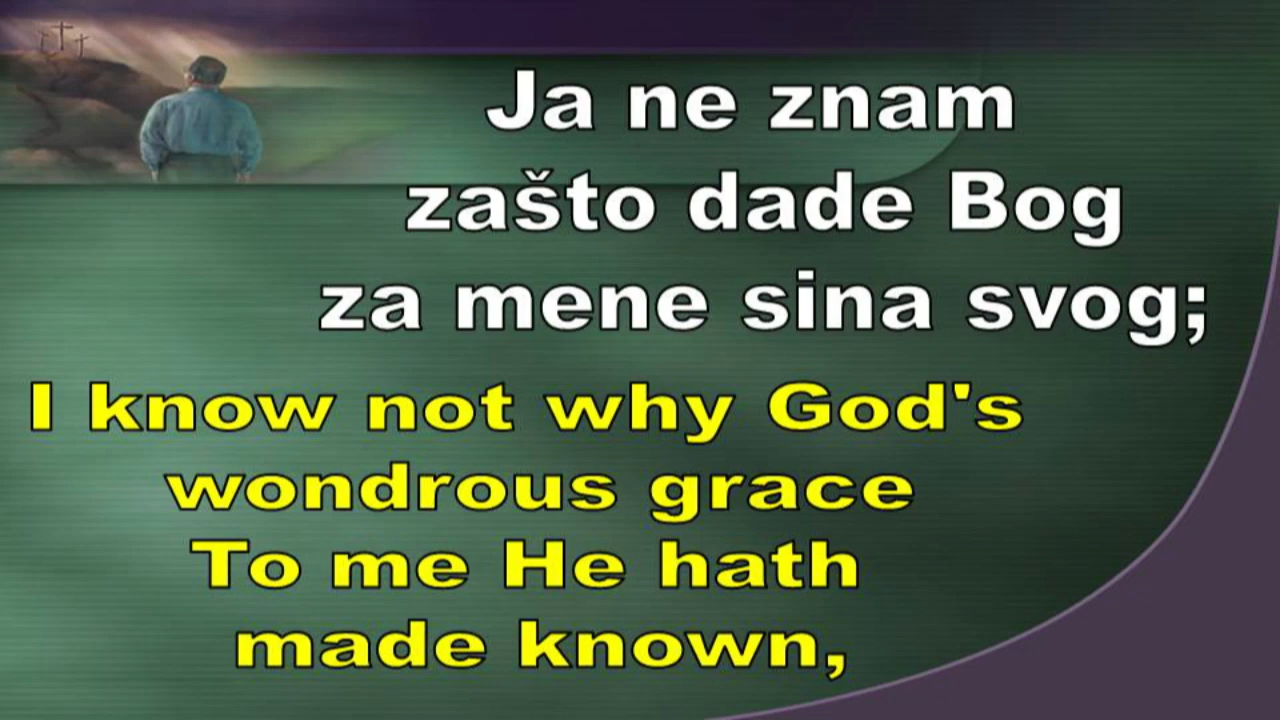 Ja ne znam
zašto dade Bog
za mene sina svog;
I know not why God's
wondrous grace
To me He hath
made known,